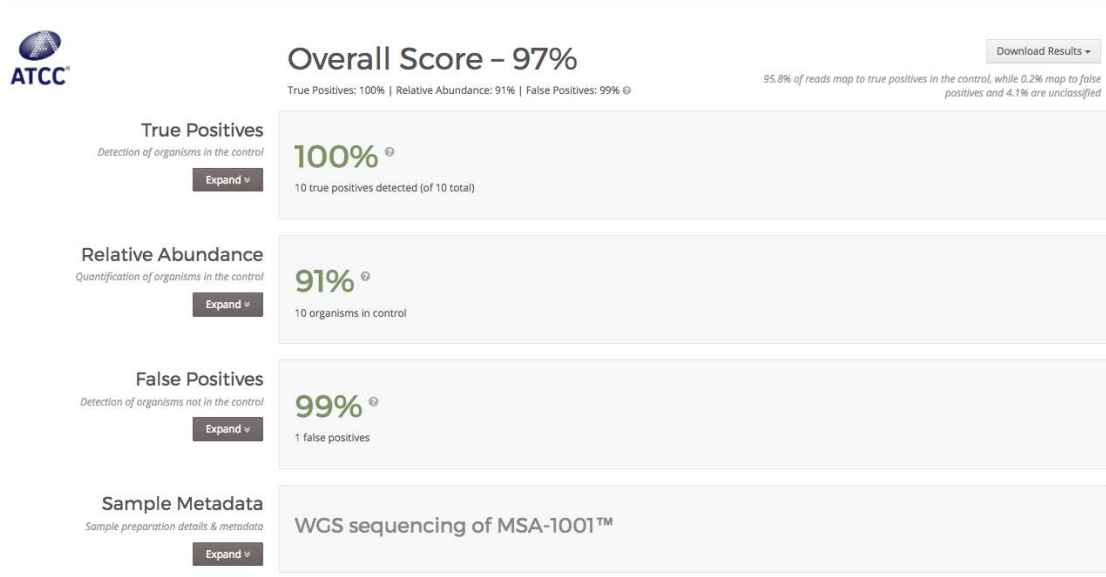 ATCC®
Overall Score – 97%
True Positives: 100% | Relative Abundance: 91% | False Positives: 99%
Download Results
95.8% of reads map to true positives in the control, while 0.2% map to false
positives and 4.1% are unclassified
True Positives
Detection of organisms in the control
Expand
100%
10 true positives detected (of 10 total)
Relative Abundance
Quantification of organisms in the control
Expand
91%
10 organisms in control
False Positives
Detection of organisms not in the control
Expand
99%
1 false positives
Sample Metadata
Sample preparation details & metadata
Expand
WGS sequencing of MSA-1001™